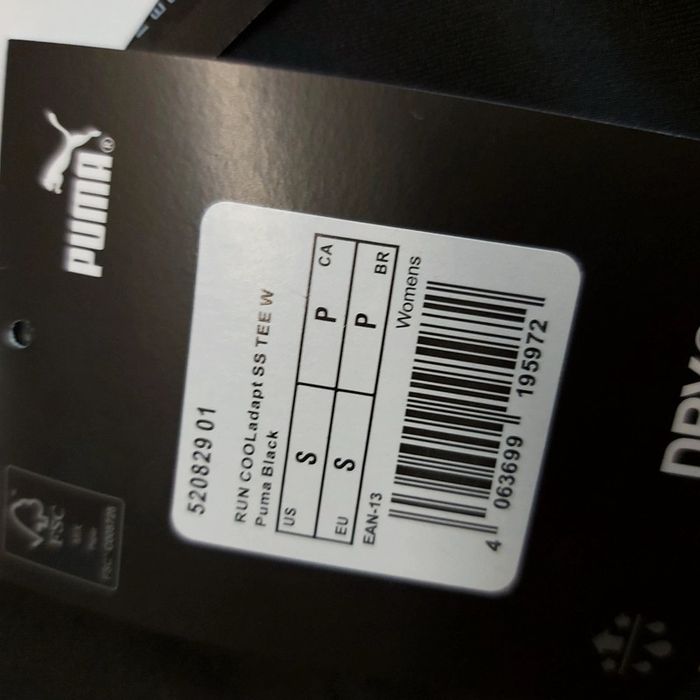 PUMA®
520829 01
RUN COOLadapt SS TEE W
Puma Black
US S P CA
EU S P BR
EAN-13 Womens
4 063699 195972
FSC